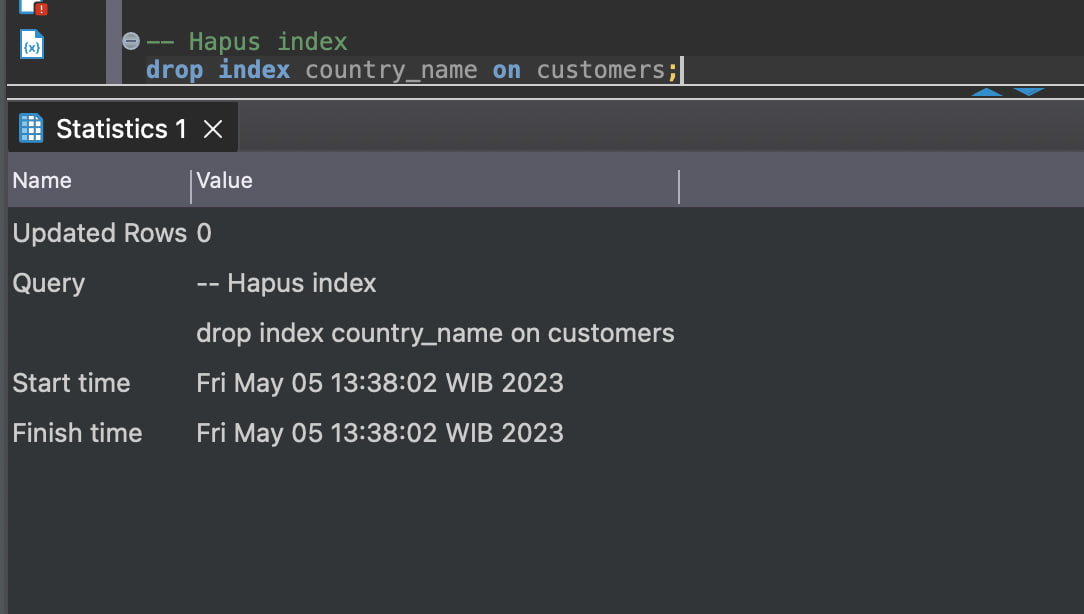 -- Hapus index
drop index country_name on customers;
Statistics 1
Name Value
Updated Rows 0
Query -- Hapus index
drop index country_name on customers
Start time Fri May 05 13:38:02 WIB 2023
Finish time Fri May 05 13:38:02 WIB 2023